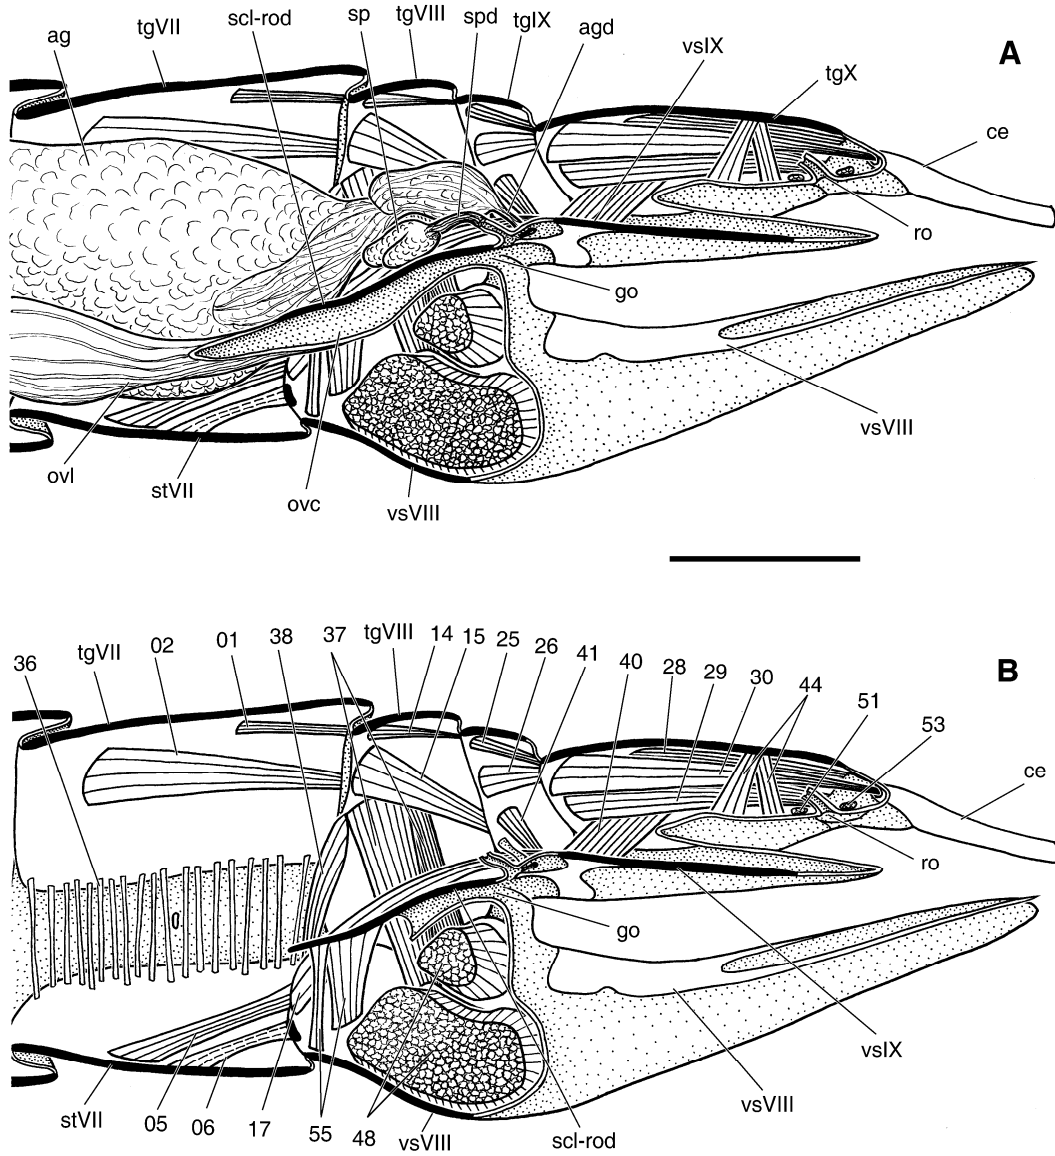 ag
tgVII
scl-rod
sp
tgVIII
spd
tgIX
agd
vsIX
A
tgX
ce
ro
go
vsVIII
ovl
stVII
ovc
vsVIII
36
tgVII
02
01
38
37
tgVIII
14
15
25
26
41
40
28
29
30
44
51
53
B
ce
ro
go
vsIX
vsVIII
stVII
05
06
17
55
48
vsVIII
scl-rod